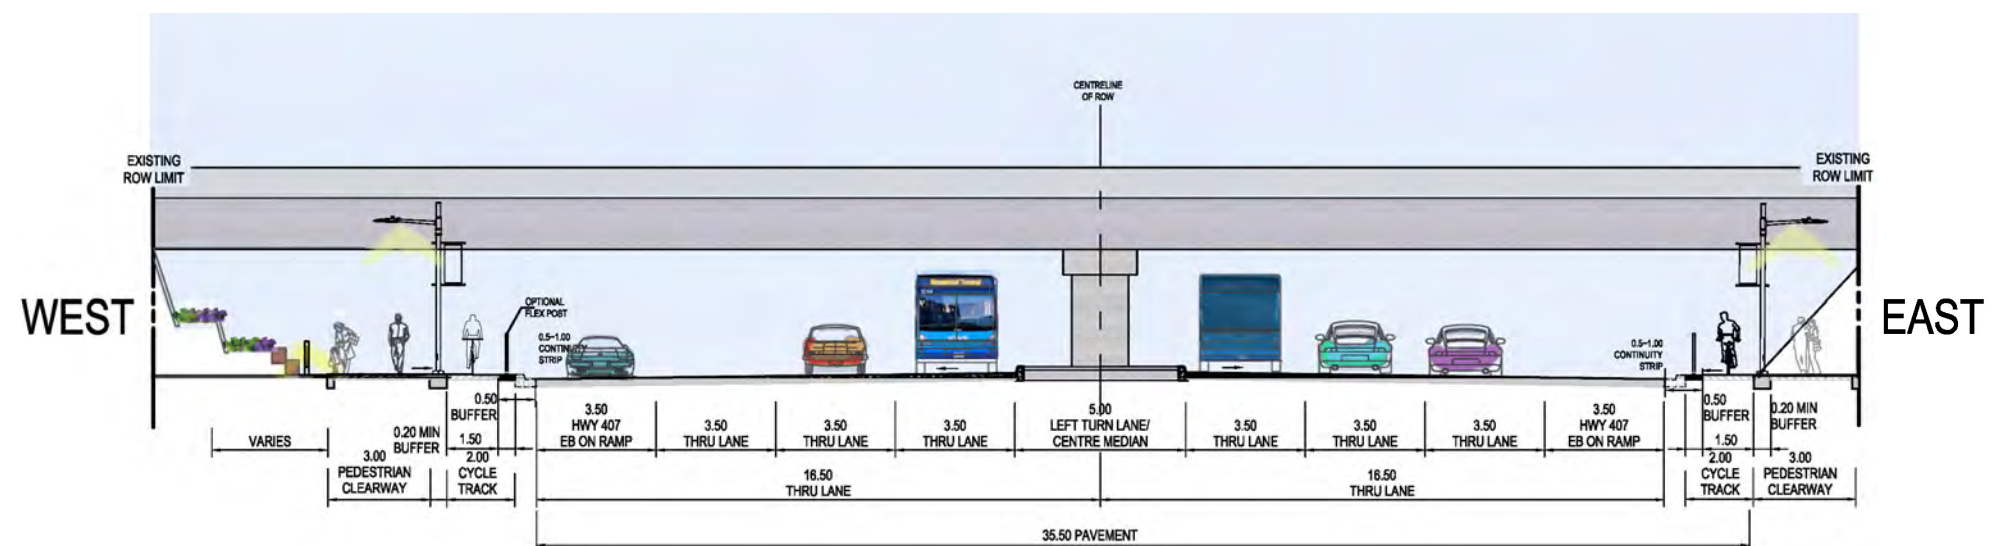 CENTRELINE
OF ROW
EXISTING
ROW LIMIT
EXISTING
ROW LIMIT
WEST
EAST
OPTIONAL
FLEX POST
0.5–1.00
CONTINUITY
STRIP
0.5–1.00
CONTINUITY
STRIP
VARIES
3.00
PEDESTRIAN
CLEARWAY
0.20 MIN
BUFFER
0.50
BUFFER
1.50
2.00
CYCLE
TRACK
3.50
HWY 407
EB ON RAMP
3.50
THRU LANE
3.50
THRU LANE
3.50
THRU LANE
5.00
LEFT TURN LANE/
CENTRE MEDIAN
3.50
THRU LANE
3.50
THRU LANE
3.50
THRU LANE
3.50
HWY 407
EB ON RAMP
0.50
BUFFER
1.50
2.00
CYCLE
TRACK
0.20 MIN
BUFFER
3.00
PEDESTRIAN
CLEARWAY
16.50
THRU LANE
16.50
THRU LANE
35.50 PAVEMENT